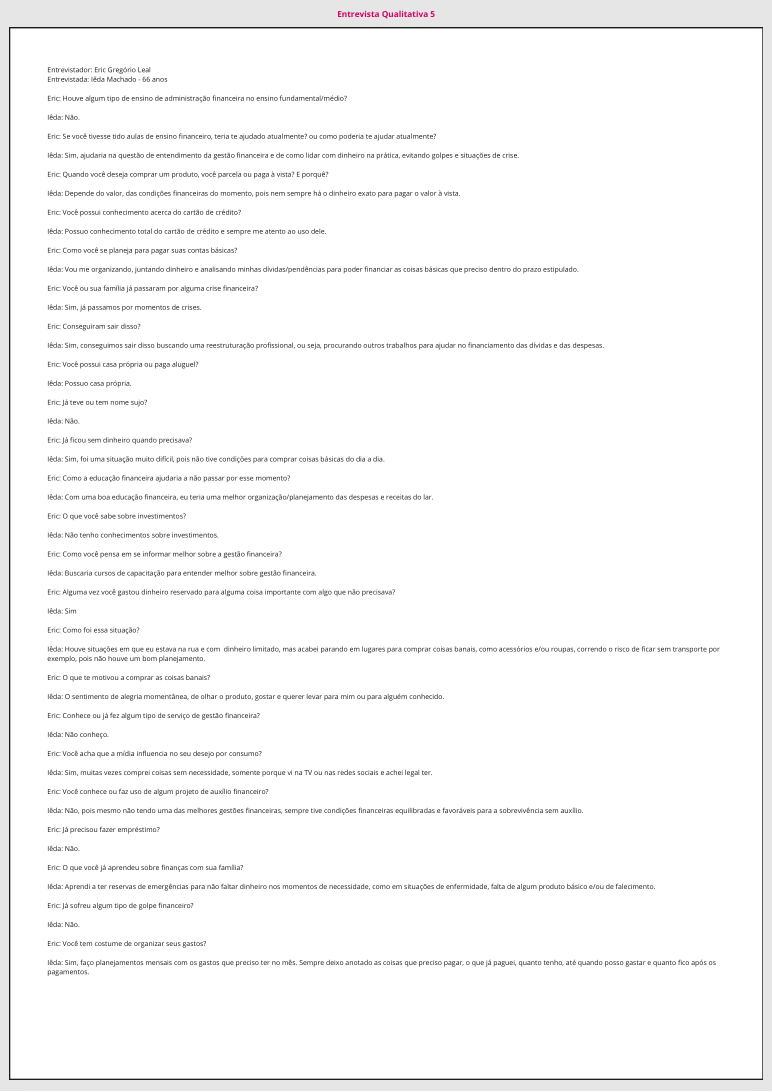 Entrevista Qualitativa 5
Entrevistador: Eric Gregório Leal
Entrevistada: Iêda Machado - 66 anos
Eric: Houve algum tipo de ensino de administração financeira no ensino fundamental/médio?
Iêda: Não.
Eric: Se você tivesse tido aulas de ensino financeiro, teria te ajudado atualmente? ou como poderia te ajudar atualmente?
Iêda: Sim, ajudaria na questão de entendimento da gestão financeira e de como lidar com dinheiro na prática, evitando golpes e situações de crise.
Eric: Quando você deseja comprar um produto, você parcela ou paga à vista? E porquê?
Iêda: Depende do valor, das condições financeiras do momento, pois nem sempre há o dinheiro exato para pagar o valor à vista.
Eric: Você possui conhecimento acerca do cartão de crédito?
Iêda: Possuo conhecimento total do cartão de crédito e sempre me atento ao uso dele.
Eric: Como você se planeja para pagar suas contas básicas?
Iêda: Vou me organizando, juntando dinheiro e analisando minhas dívidas/pendências para poder financiar as coisas básicas que preciso dentro do prazo estipulado.
Eric: Você ou sua família já passaram por alguma crise financeira?
Iêda: Sim, já passamos por momentos de crises.
Eric: Conseguiram sair disso?
Iêda: Sim, conseguimos sair disso buscando uma reestruturação profissional, ou seja, procurando outros trabalhos para ajudar no financiamento das dívidas e das despesas.
Eric: Você possui casa própria ou paga aluguel?
Iêda: Possuo casa própria.
Eric: Já teve ou tem nome sujo?
Iêda: Não.
Eric: Já ficou sem dinheiro quando precisava?
Iêda: Sim, foi uma situação muito difícil, pois não tive condições para comprar coisas básicas do dia a dia.
Eric: Como a educação financeira ajudaria a não passar por esse momento?
Iêda: Com uma boa educação financeira, eu teria uma melhor organização/planejamento das despesas e receitas do lar.
Eric: O que você sabe sobre investimentos?
Iêda: Não tenho conhecimentos sobre investimentos.
Eric: Como você pensa em se informar melhor sobre a gestão financeira?
Iêda: Buscaria cursos de capacitação para entender melhor sobre gestão financeira.
Eric: Alguma vez você gastou dinheiro reservado para alguma coisa importante com algo que não precisava?
Iêda: Sim
Eric: Como foi essa situação?
Iêda: Houve situações em que eu estava na rua e com  dinheiro limitado, mas acabei parando em lugares para comprar coisas banais, como acessórios e/ou roupas, correndo o risco de ficar sem transporte por
exemplo, pois não houve um bom planejamento.
Eric: O que te motivou a comprar as coisas banais?
Iêda: O sentimento de alegria momentânea, de olhar o produto, gostar e querer levar para mim ou para alguém conhecido.
Eric: Conhece ou já fez algum tipo de serviço de gestão financeira?
Iêda: Não conheço.
Eric: Você acha que a mídia influencia no seu desejo por consumo?
Iêda: Sim, muitas vezes comprei coisas sem necessidade, somente porque vi na TV ou nas redes sociais e achei legal ter.
Eric: Você conhece ou faz uso de algum projeto de auxílio financeiro?
Iêda: Não, pois mesmo não tendo uma das melhores gestões financeiras, sempre tive condições financeiras equilibradas e favoráveis para a sobrevivência sem auxílio.
Eric: Já precisou fazer empréstimo?
Iêda: Não.
Eric: O que você já aprendeu sobre finanças com sua família?
Iêda: Aprendi a ter reservas de emergências para não faltar dinheiro nos momentos de necessidade, como em situações de enfermidade, falta de algum produto básico e/ou de falecimento.
Eric: Já sofreu algum tipo de golpe financeiro?
Iêda: Não.
Eric: Você tem costume de organizar seus gastos?
Iêda: Sim, faço planejamentos mensais com os gastos que preciso ter no mês. Sempre deixo anotado as coisas que preciso pagar, o que já paguei, quanto tenho, até quando posso gastar e quanto fico após os
pagamentos.